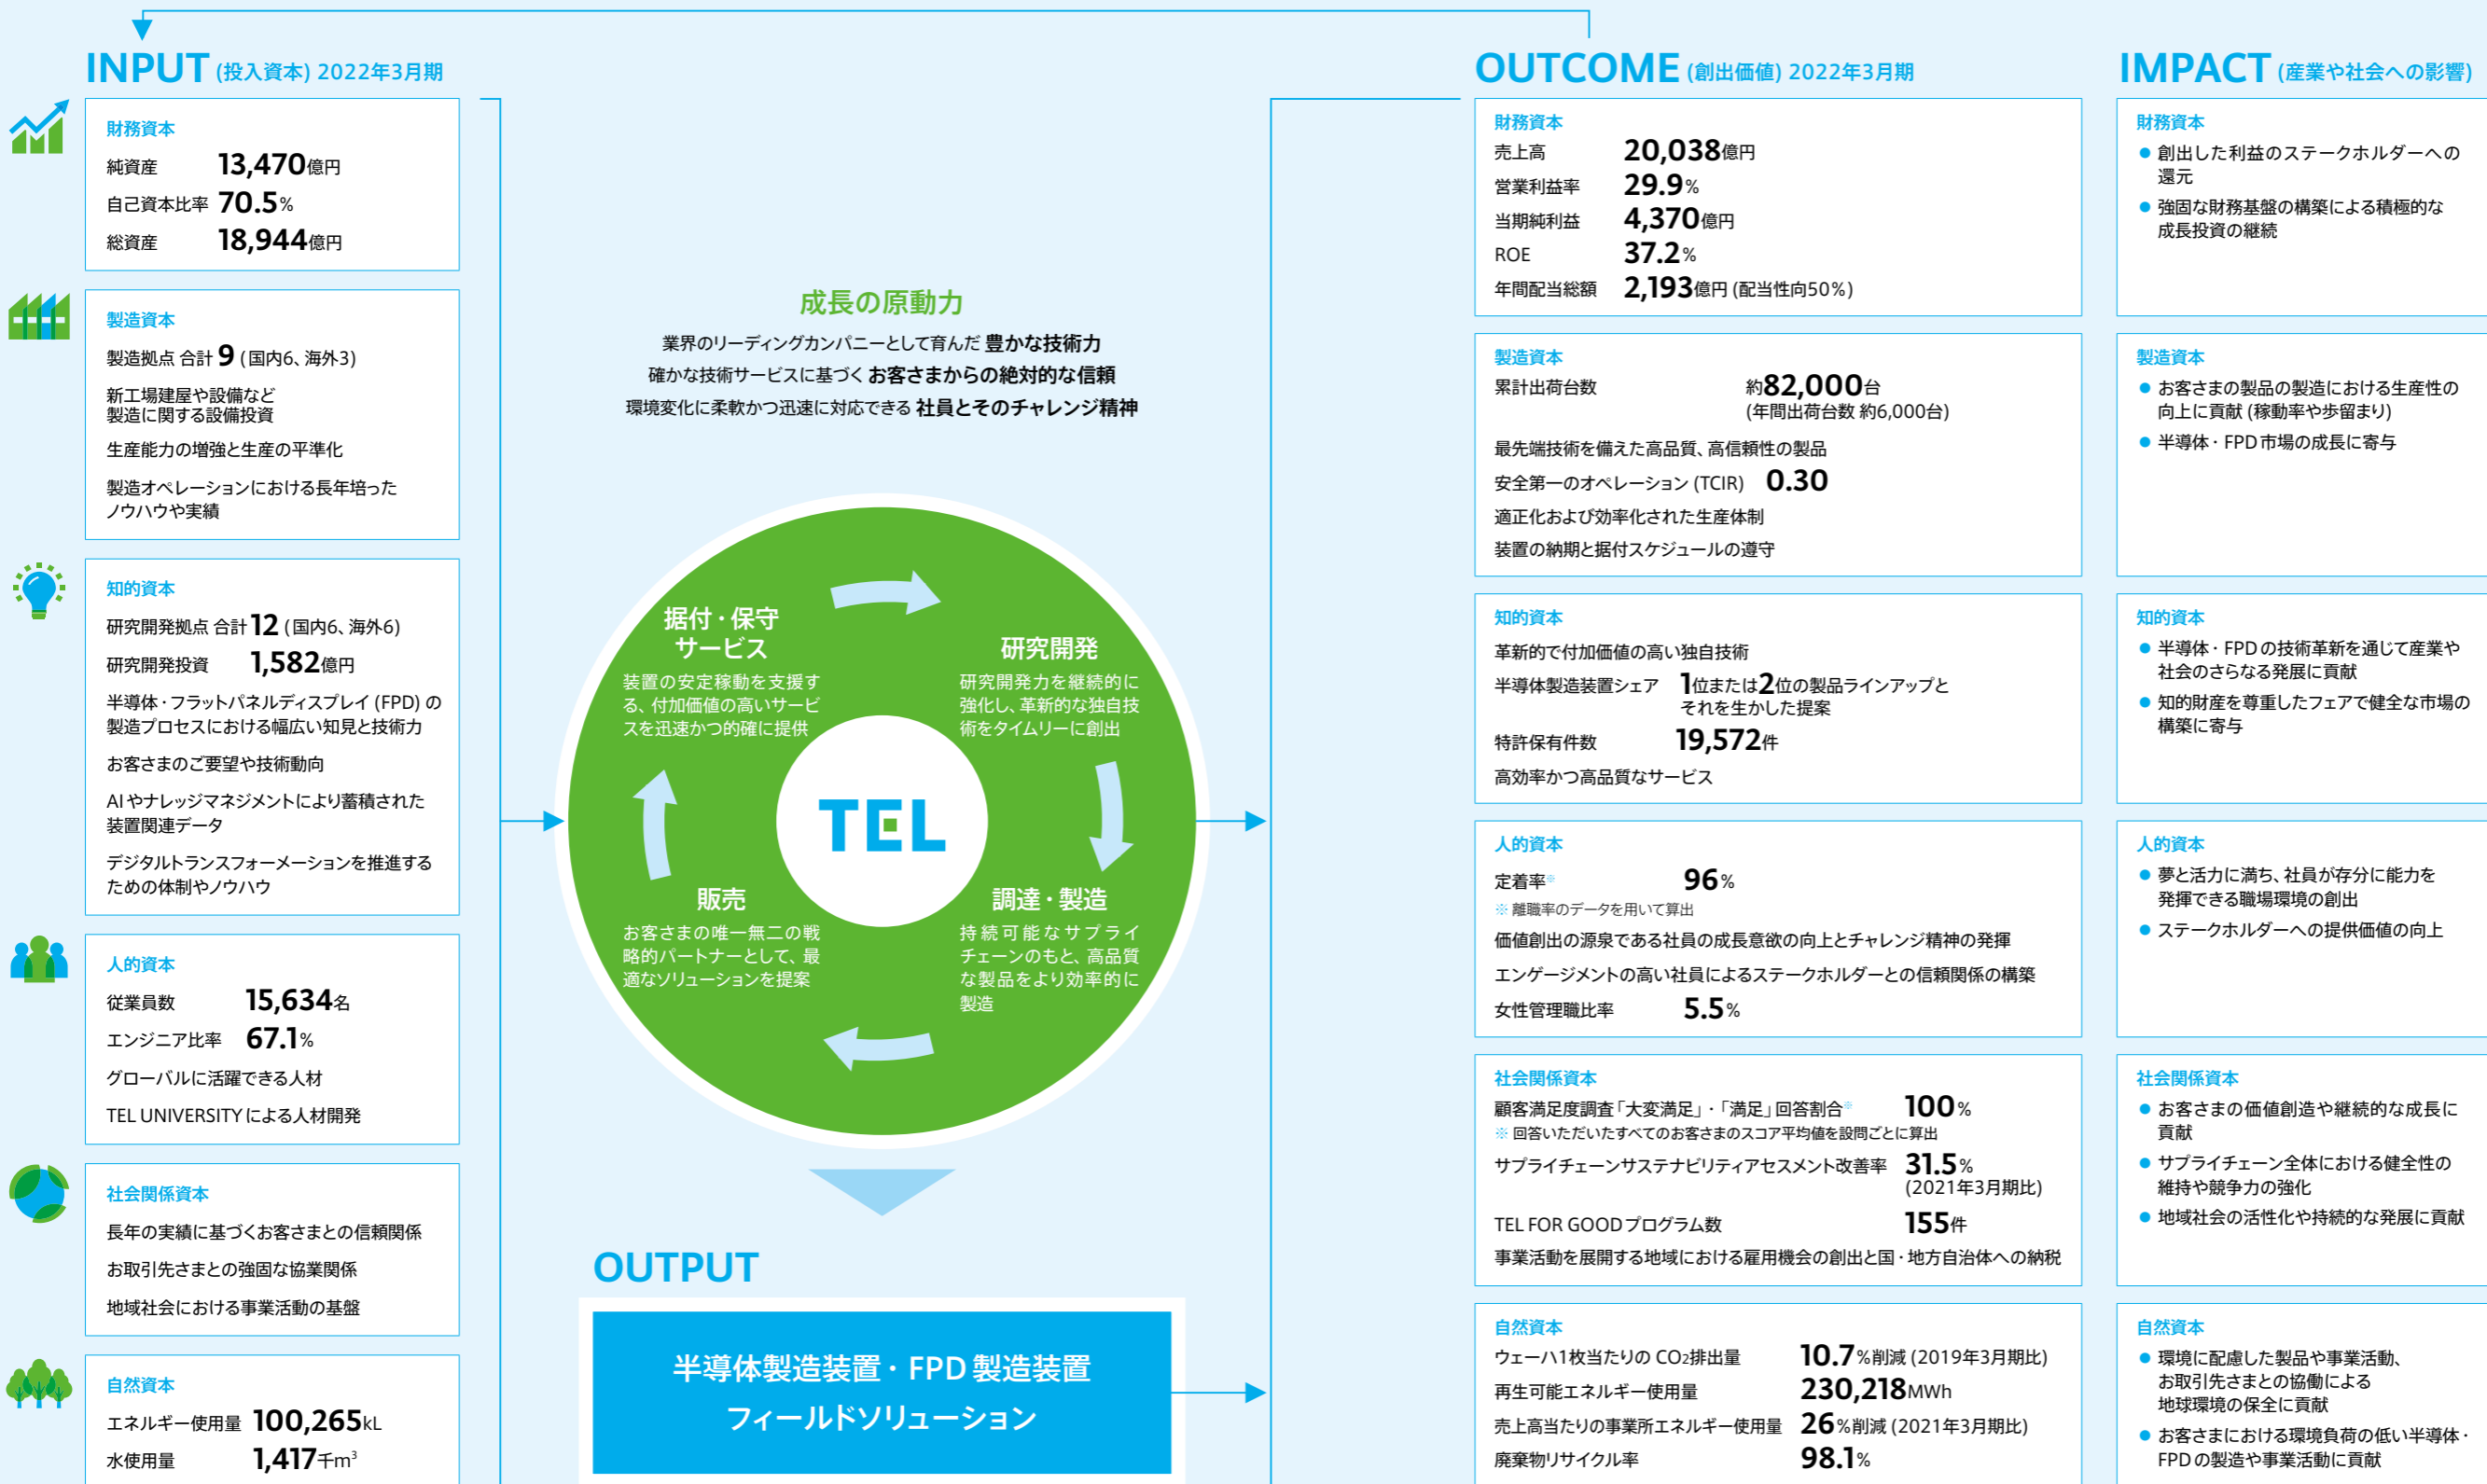 INPUT (投入資本) 2022年3月期
財務資本
純資産 13,470億円
自己資本比率 70.5%
総資産 18,944億円
製造資本
製造拠点 合計 9 (国内6、海外3)
新工場建屋や設備など
製造に関する設備投資
生産能力の増強と生産の平準化
製造オペレーションにおける長年培った
ノウハウや実績
知的資本
研究開発拠点 合計 12 (国内6、海外6)
研究開発投資 1,582億円
半導体・フラットパネルディスプレイ (FPD) の
製造プロセスにおける幅広い知見と技術力
お客さまのご要望や技術動向
AIやナレッジマネジメントにより蓄積された
装置関連データ
デジタルトランスフォーメーションを推進する
ための体制やノウハウ
人的資本
従業員数 15,634名
エンジニア比率 67.1%
グローバルに活躍できる人材
TEL UNIVERSITYによる人材開発
社会関係資本
長年の実績に基づくお客さまとの信頼関係
お取引先さまとの強固な協業関係
地域社会における事業活動の基盤
自然資本
エネルギー使用量 100,265kL
水使用量 1,417千m³
成長の原動力
業界のリーディングカンパニーとして育んだ 豊かな技術力
確かな技術サービスに基づく お客さまからの絶対的な信頼
環境変化に柔軟かつ迅速に対応できる 社員とそのチャレンジ精神
据付・保守
サービス
装置の安定稼動を支援す
る、付加価値の高いサービ
スを迅速かつ的確に提供
研究開発
研究開発力を継続的に
強化し、革新的な独自技
術をタイムリーに創出
TEL
販売
お客さまの唯一無二の戦
略的パートナーとして、最
適なソリューションを提案
調達・製造
持続可能なサプライ
チェーンのもと、高品質
な製品をより効率的に
製造
OUTPUT
半導体製造装置・FPD製造装置
フィールドソリューション
OUTCOME (創出価値) 2022年3月期
財務資本
売上高 20,038億円
営業利益率 29.9%
当期純利益 4,370億円
ROE 37.2%
年間配当総額 2,193億円 (配当性向50%)
製造資本
累計出荷台数 約82,000台
(年間出荷台数 約6,000台)
最先端技術を備えた高品質、高信頼性の製品
安全第一のオペレーション (TCIR) 0.30
適正化および効率化された生産体制
装置の納期と据付スケジュールの遵守
知的資本
革新的で付加価値の高い独自技術
半導体製造装置シェア 1位または2位の製品ラインアップと
それを生かした提案
特許保有件数 19,572件
高効率かつ高品質なサービス
人的資本
定着率※ 96%
※ 離職率のデータを用いて算出
価値創出の源泉である社員の成長意欲の向上とチャレンジ精神の発揮
エンゲージメントの高い社員によるステークホルダーとの信頼関係の構築
女性管理職比率 5.5%
社会関係資本
顧客満足度調査「大変満足」・「満足」回答割合※ 100%
※ 回答いただいたすべてのお客さまのスコア平均値を設問ごとに算出
サプライチェーンサステナビリティアセスメント改善率 31.5%
(2021年3月期比)
TEL FOR GOODプログラム数 155件
事業活動を展開する地域における雇用機会の創出と国・地方自治体への納税
自然資本
ウェーハ1枚当たりの CO₂排出量 10.7%削減 (2019年3月期比)
再生可能エネルギー使用量 230,218MWh
売上高当たりの事業所エネルギー使用量 26%削減 (2021年3月期比)
廃棄物リサイクル率 98.1%
IMPACT (産業や社会への影響)
財務資本
● 創出した利益のステークホルダーへの
還元
● 強固な財務基盤の構築による積極的な
成長投資の継続
製造資本
● お客さまの製品の製造における生産性の
向上に貢献 (稼動率や歩留まり)
● 半導体・FPD市場の成長に寄与
知的資本
● 半導体・FPDの技術革新を通じて産業や
社会のさらなる発展に貢献
● 知的財産を尊重したフェアで健全な市場の
構築に寄与
人的資本
● 夢と活力に満ち、社員が存分に能力を
発揮できる職場環境の創出
● ステークホルダーへの提供価値の向上
社会関係資本
● お客さまの価値創造や継続的な成長に
貢献
● サプライチェーン全体における健全性の
維持や競争力の強化
● 地域社会の活性化や持続的な発展に貢献
自然資本
● 環境に配慮した製品や事業活動、
お取引先さまとの協働による
地球環境の保全に貢献
● お客さまにおける環境負荷の低い半導体・
FPDの製造や事業活動に貢献